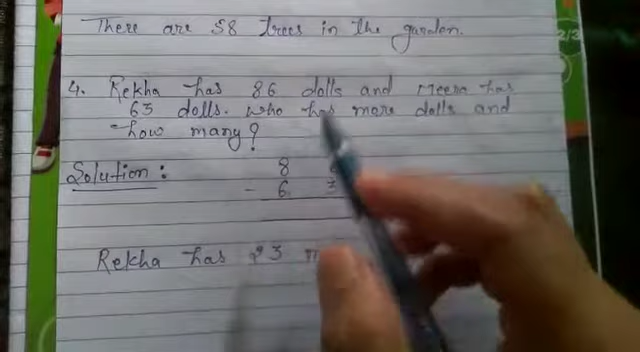 There are 58 trees in the garden.
4. Rekha has 86 dolls and Meera has
63 dolls. Who has more dolls and
how many?
Solution:
8
- 6 3
Rekha has 23